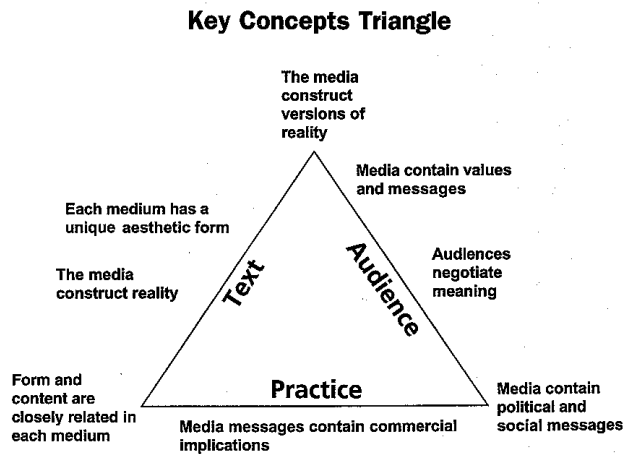 Key Concepts Triangle
The media
construct
versions of
reality
Media contain values
and messages
Each medium has a
unique aesthetic form
Audiences
negotiate
meaning
The media
construct reality
Text
Audience
Form and
content are
closely related in
each medium
Practice
Media contain
political and
social messages
Media messages contain commercial
implications